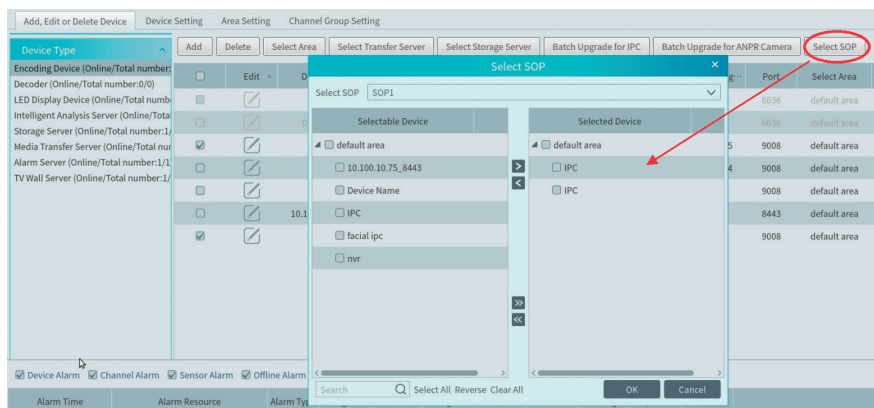 Add, Edit or Delete Device Device Setting Area Setting Channel Group Setting
Device Type
Add Delete Select Area Select Transfer Server Select Storage Server Batch Upgrade for IPC Batch Upgrade for ANPR Camera Select SOP
Encoding Device (Online/Total number:
Decoder (Online/Total number:0/0)
LED Display Device (Online/Total numb
Intelligent Analysis Server (Online/Total
Storage Server (Online/Total number:1/
Media Transfer Server (Online/Total nur
Alarm Server (Online/Total number:1/1
TV Wall Server (Online/Total number:1/
Edit D
g··· Port Select Area
6036 default area
D 6036 default area
5 9008 default area
4 9008 default area
9008 default area
10.1 8443 default area
9008 default area
Select SOP
Select SOP SOP1
Selectable Device
default area
10.100.10.75_8443
Device Name
IPC
facial ipc
nvr
Selected Device
default area
IPC
IPC
Search Select All Reverse Clear All OK Cancel
Device Alarm Channel Alarm Sensor Alarm Offline Alarm
Alarm Time Alarm Resource Alarm Typ